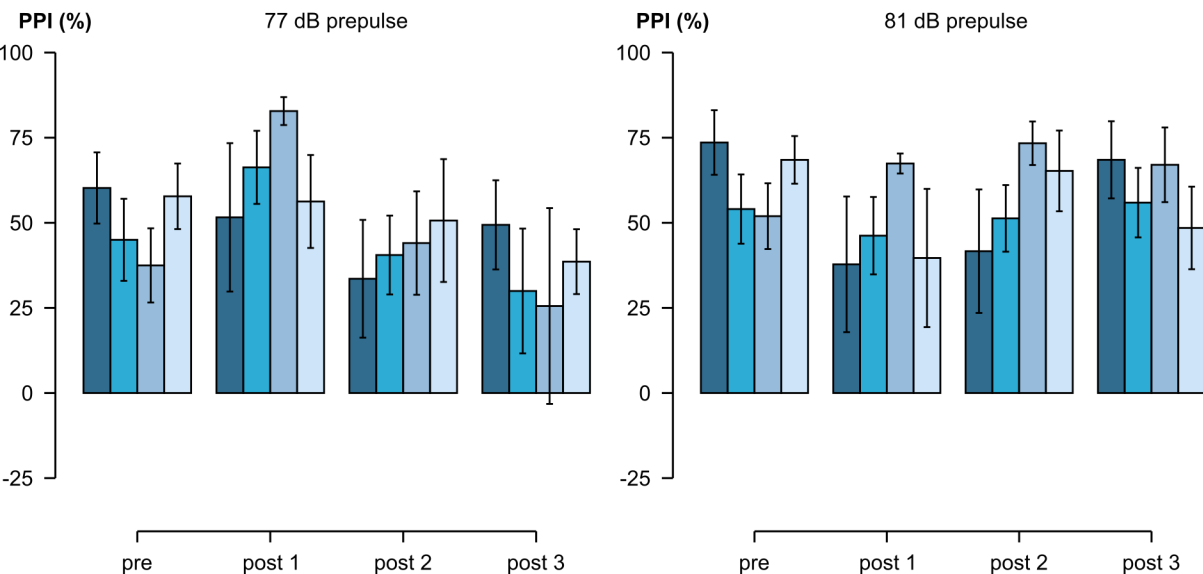 PPI (%)
77 dB prepulse
100
75
50
25
0
-25
pre
post 1
post 2
post 3
PPI (%)
81 dB prepulse
100
75
50
25
0
-25
pre
post 1
post 2
post 3